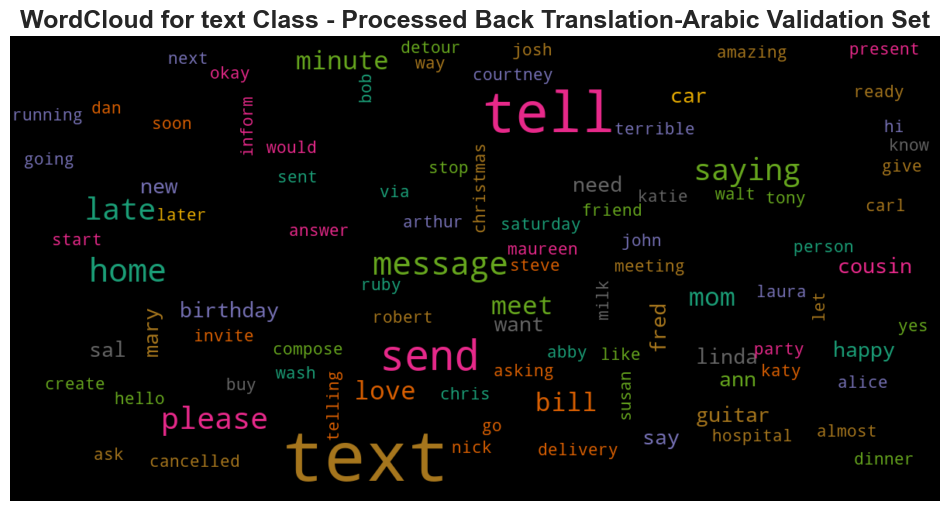 WordCloud for text Class - Processed Back Translation-Arabic Validation Set
detour josh amazing present
next minute way
okay bob courtney
running dan soon inform tell car ready
terrible hi
going would christmas know
sent stop saying give
new via need katie walt tony
late later arthur friend carl
start answer saturday
maureen john person
home message steve meeting cousin
ruby milk mom laura let
birthday meet
robert want fred yes
mary invite
sal compose send abby like linda party happy
wash asking katy
create buy love ann alice
hello telling chris bill susan
please go guitar
say hospital almost
ask cancelled text nick delivery dinner